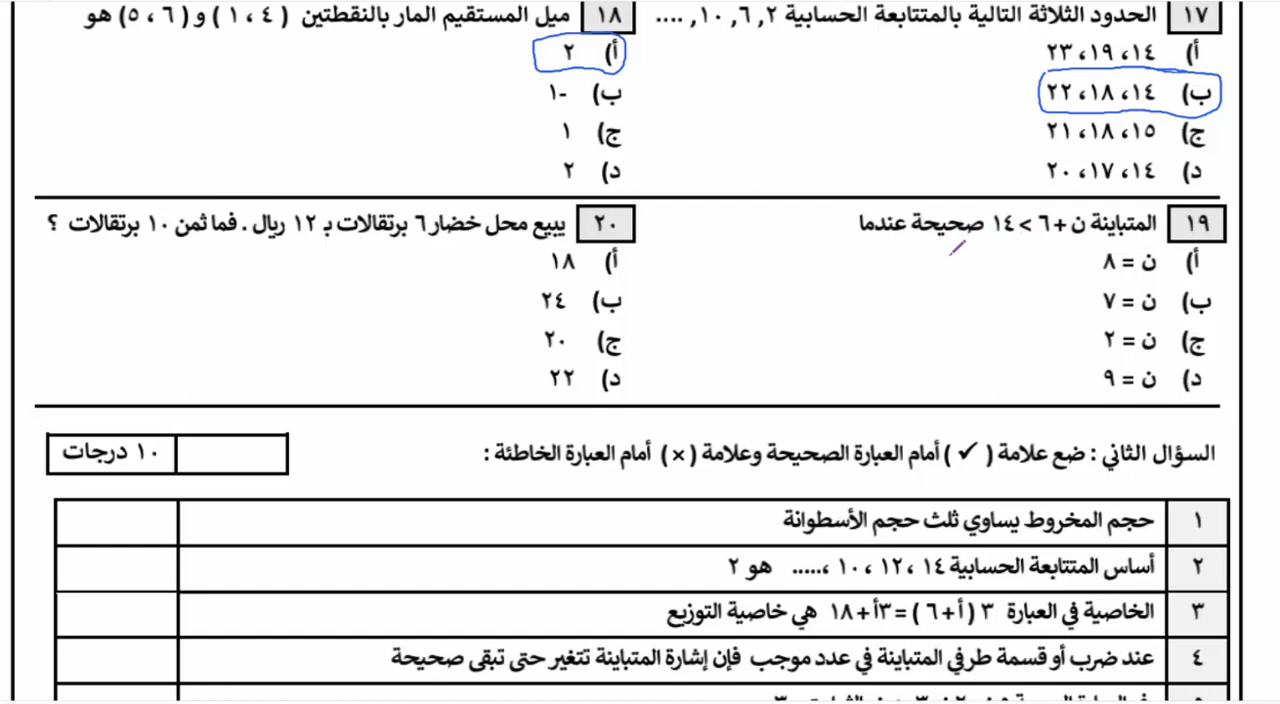 ١٧ الحدود الثلاثة التالية بالمتتابعة الحسابية ٢, ٦, ١٠, ....
أ) ١٤، ١٩، ٢٣
ب) ١٤، ١٨، ٢٢
ج) ١٥، ١٨، ٢١
د) ١٤، ١٧، ٢٠
١٨ ميل المستقيم المار بالنقطتين ( ٤ ، ١ ) و ( ٦ ، ٥ ) هو
أ) ٢
ب) -١
ج) ١
د) ٢
١٩ المتباينة ن + ٦ > ١٤ صحيحة عندما
أ) ن = ٨
ب) ن = ٧
ج) ن = ٢
د) ن = ٩
٢٠ يبيع محل خضار ٦ برتقالات بـ ١٢ ريال . فما ثمن ١٠ برتقالات ؟
أ) ١٨
ب) ٢٤
ج) ٢٠
د) ٢٢
السؤال الثاني : ضع علامة ( ✓ ) أمام العبارة الصحيحة وعلامة ( × ) أمام العبارة الخاطئة :
١٠ درجات
١ حجم المخروط يساوي ثلث حجم الأسطوانة
٢ أساس المتتابعة الحسابية ١٤ ، ١٢ ، ١٠ ، ..... هو ٢
٣ الخاصية في العبارة ٣ ( أ + ٦ ) = ٣أ + ١٨ هي خاصية التوزيع
٤ عند ضرب أو قسمة طرفي المتباينة في عدد موجب فإن إشارة المتباينة تتغير حتى تبقى صحيحة